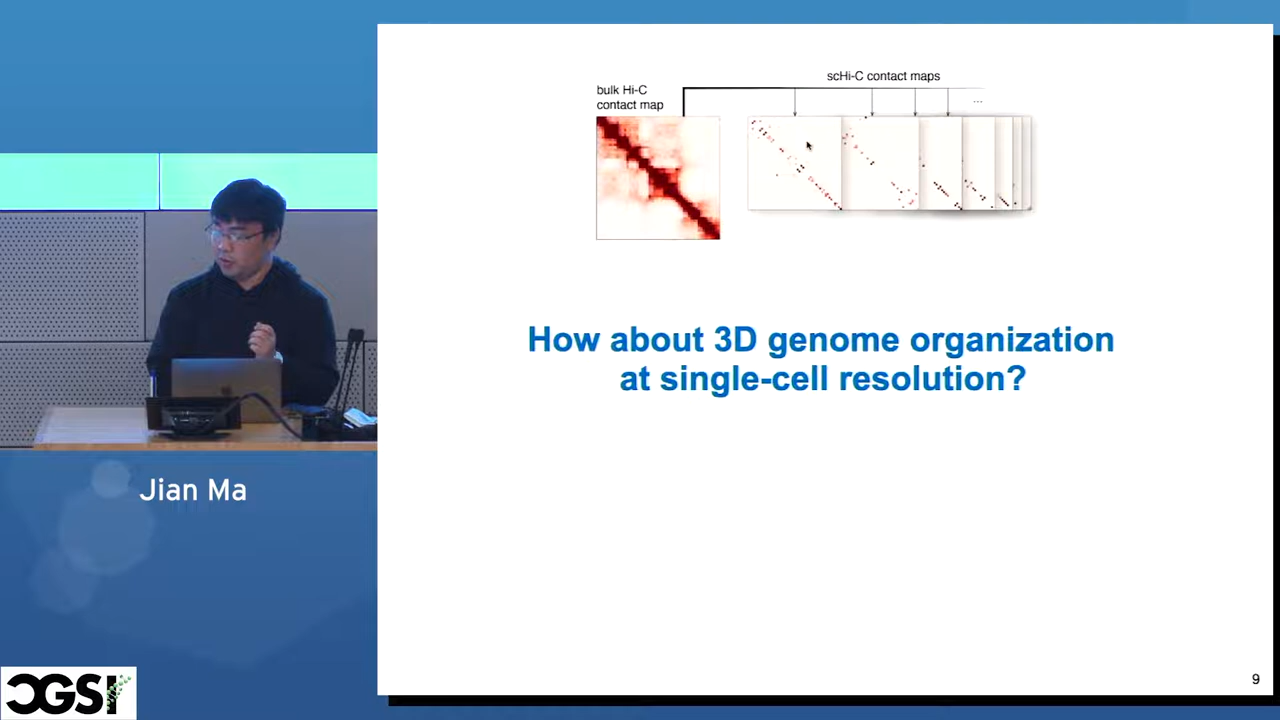 scHi-C contact maps
bulk Hi-C
contact map
...
How about 3D genome organization
at single-cell resolution?
Jian Ma
CGSI
9